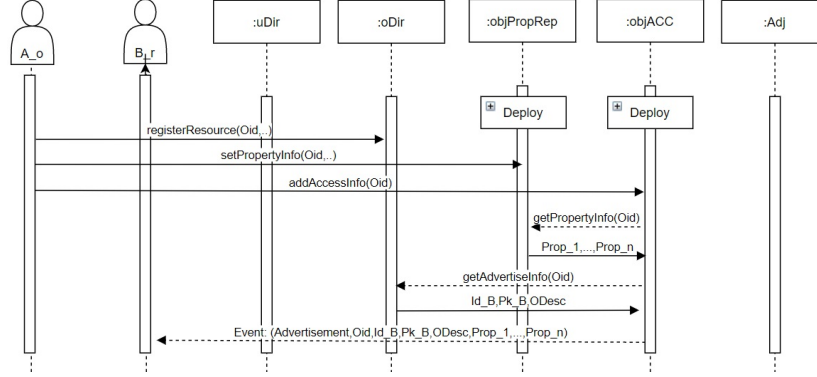 A_o
B_r
:uDir
:oDir
:objPropRep
:objACC
:Adj
Deploy
Deploy
registerResource(Oid,..)
setPropertyInfo(Oid,..)
addAccessInfo(Oid)
getPropertyInfo(Oid)
Prop_1,...,Prop_n
getAdvertiseInfo(Oid)
Id_B,Pk_B,ODesc
Event: (Advertisement,Oid,Id_B,Pk_B,ODesc,Prop_1,...,Prop_n)